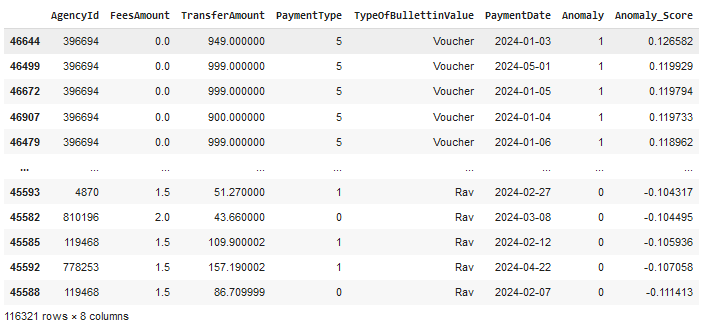 AgencyId FeesAmount TransferAmount PaymentType TypeOfBullettinValue PaymentDate Anomaly Anomaly_Score
46644 396694 0.0 949.000000 5 Voucher 2024-01-03 1 0.126582
46499 396694 0.0 999.000000 5 Voucher 2024-05-01 1 0.119929
46672 396694 0.0 999.000000 5 Voucher 2024-01-05 1 0.119794
46907 396694 0.0 900.000000 5 Voucher 2024-01-04 1 0.119733
46479 396694 0.0 999.000000 5 Voucher 2024-01-06 1 0.118962
... ... ... ... ... ... ... ... ...
45593 4870 1.5 51.270000 1 Rav 2024-02-27 0 -0.104317
45582 810196 2.0 43.660000 0 Rav 2024-03-08 0 -0.104495
45585 119468 1.5 109.900002 1 Rav 2024-02-12 0 -0.105936
45592 778253 1.5 157.190002 1 Rav 2024-04-22 0 -0.107058
45588 119468 1.5 86.709999 0 Rav 2024-02-07 0 -0.111413
116321 rows × 8 columns